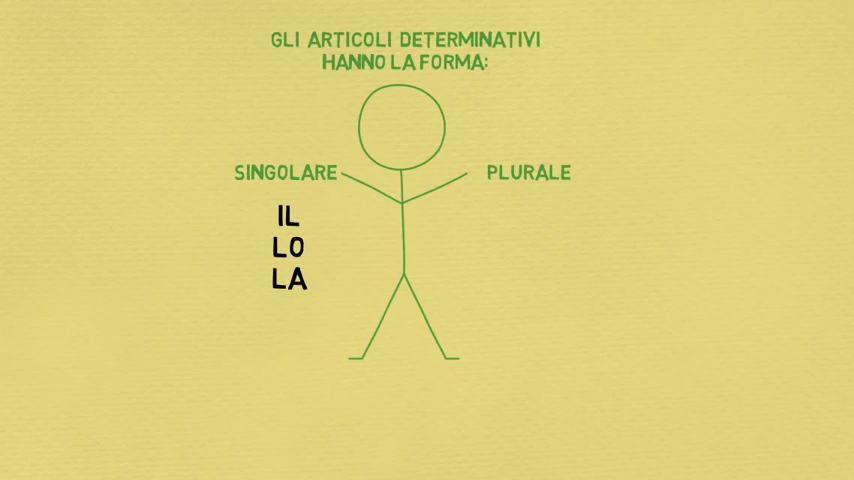 GLI ARTICOLI DETERMINATIVI
HANNO LA FORMA:
SINGOLARE
PLURALE
IL
LO
LA